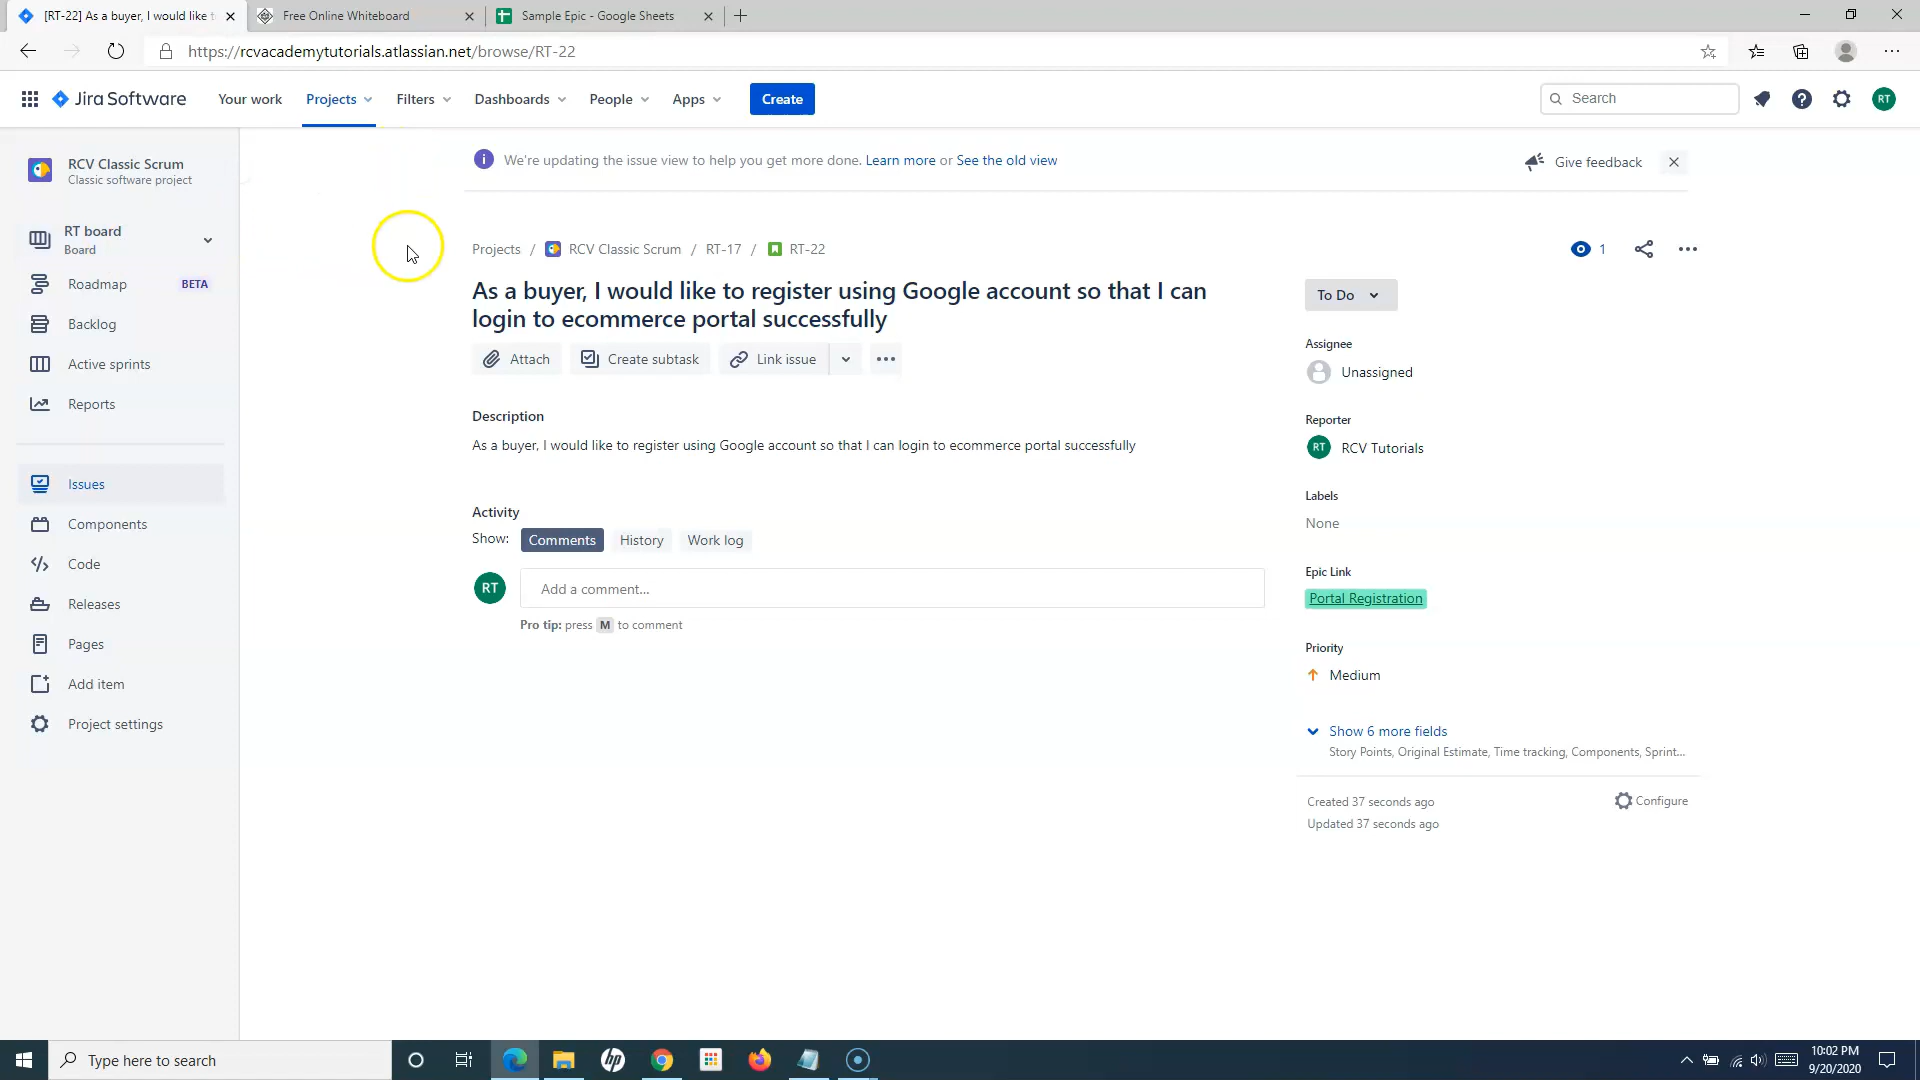 [RT-22] As a buyer, I would like t
Free Online Whiteboard
Sample Epic - Google Sheets
https://rcvacademytutorials.atlassian.net/browse/RT-22
Jira Software
Your work
Projects
Filters
Dashboards
People
Apps
Create
Search
RT
RCV Classic Scrum
Classic software project
RT board
Board
Roadmap
BETA
Backlog
Active sprints
Reports
Issues
Components
Code
Releases
Pages
Add item
Project settings
We're updating the issue view to help you get more done. Learn more or See the old view
Give feedback
Projects / RCV Classic Scrum / RT-17 / RT-22
1
As a buyer, I would like to register using Google account so that I can
login to ecommerce portal successfully
Attach
Create subtask
Link issue
Description
As a buyer, I would like to register using Google account so that I can login to ecommerce portal successfully
Activity
Show:
Comments
History
Work log
RT
Add a comment...
Pro tip: press M to comment
To Do
Assignee
Unassigned
Reporter
RT
RCV Tutorials
Labels
None
Epic Link
Portal Registration
Priority
Medium
Show 6 more fields
Story Points, Original Estimate, Time tracking, Components, Sprint...
Created 37 seconds ago
Configure
Updated 37 seconds ago
Type here to search
hp
10:02 PM
9/20/2020